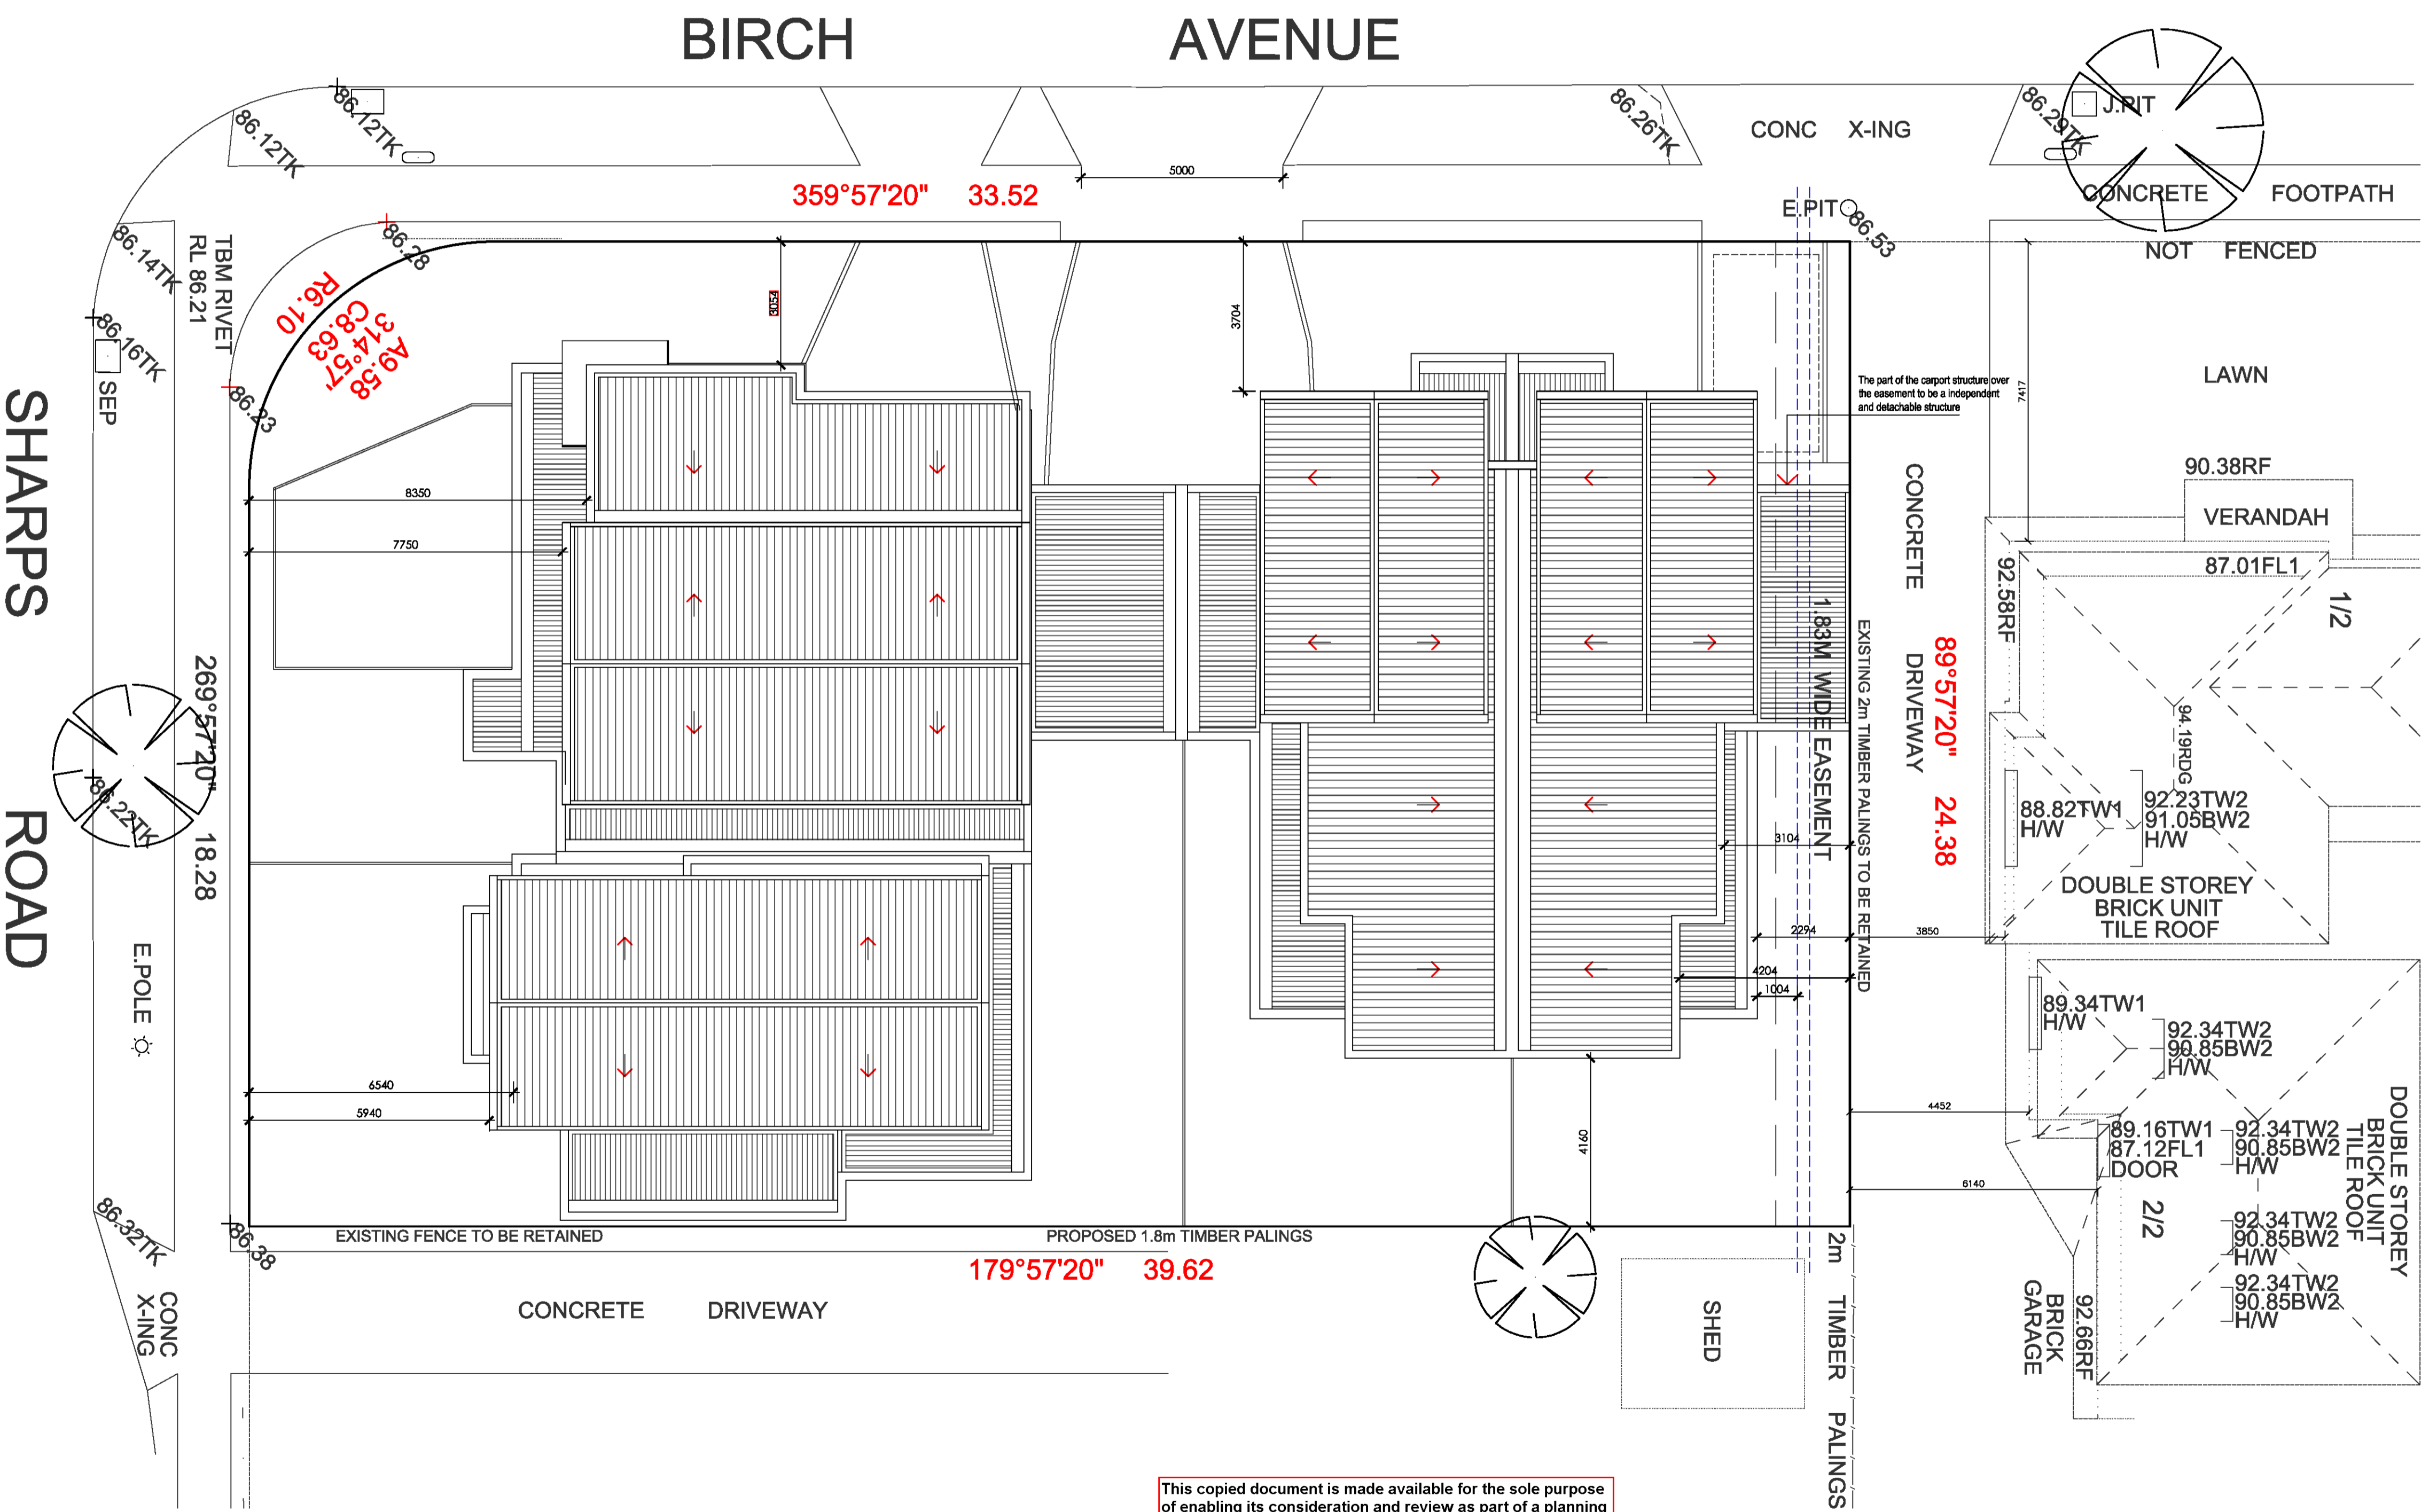 BIRCH AVENUE
86.12TK
86.12TK
86.14TK
86.16TK
SEP
TBM RIVET
RL 86.21
86.28
86.23
A9.58
314°57'
C8.63
R6.10
359°57'20" 33.52
5000
86.26TK
CONC X-ING
86.29TK
J.PIT
CONCRETE FOOTPATH
E.PIT
86.53
NOT FENCED
3054
3704
7417
The part of the carport structure over
the easement to be a independent
and detachable structure
LAWN
90.38RF
VERANDAH
87.01FL1
1/2
92.58RF
94.19RDG
CONCRETE DRIVEWAY
89°57'20" 24.38
EXISTING 2m TIMBER PALINGS TO BE RETAINED
1.83M WIDE EASEMENT
8350
7750
SHARPS ROAD
269°57'20" 18.28
86.22TK
E.POLE
88.82TW1
H/W
92.23TW2
91.05BW2
H/W
DOUBLE STOREY
BRICK UNIT
TILE ROOF
3104
2294
3850
4204
1004
89.34TW1
H/W
92.34TW2
90.85BW2
H/W
6540
5940
4452
4160
6140
89.16TW1
87.12FL1
DOOR
92.34TW2
90.85BW2
H/W
DOUBLE STOREY
BRICK UNIT
TILE ROOF
2/2
92.34TW2
90.85BW2
H/W
92.34TW2
90.85BW2
H/W
86.32TK
86.38
EXISTING FENCE TO BE RETAINED
PROPOSED 1.8m TIMBER PALINGS
179°57'20" 39.62
CONC
X-ING
CONCRETE DRIVEWAY
SHED
2m TIMBER PALINGS
BRICK
GARAGE
92.66RF
This copied document is made available for the sole purpose
of enabling its consideration and review as part of a planning